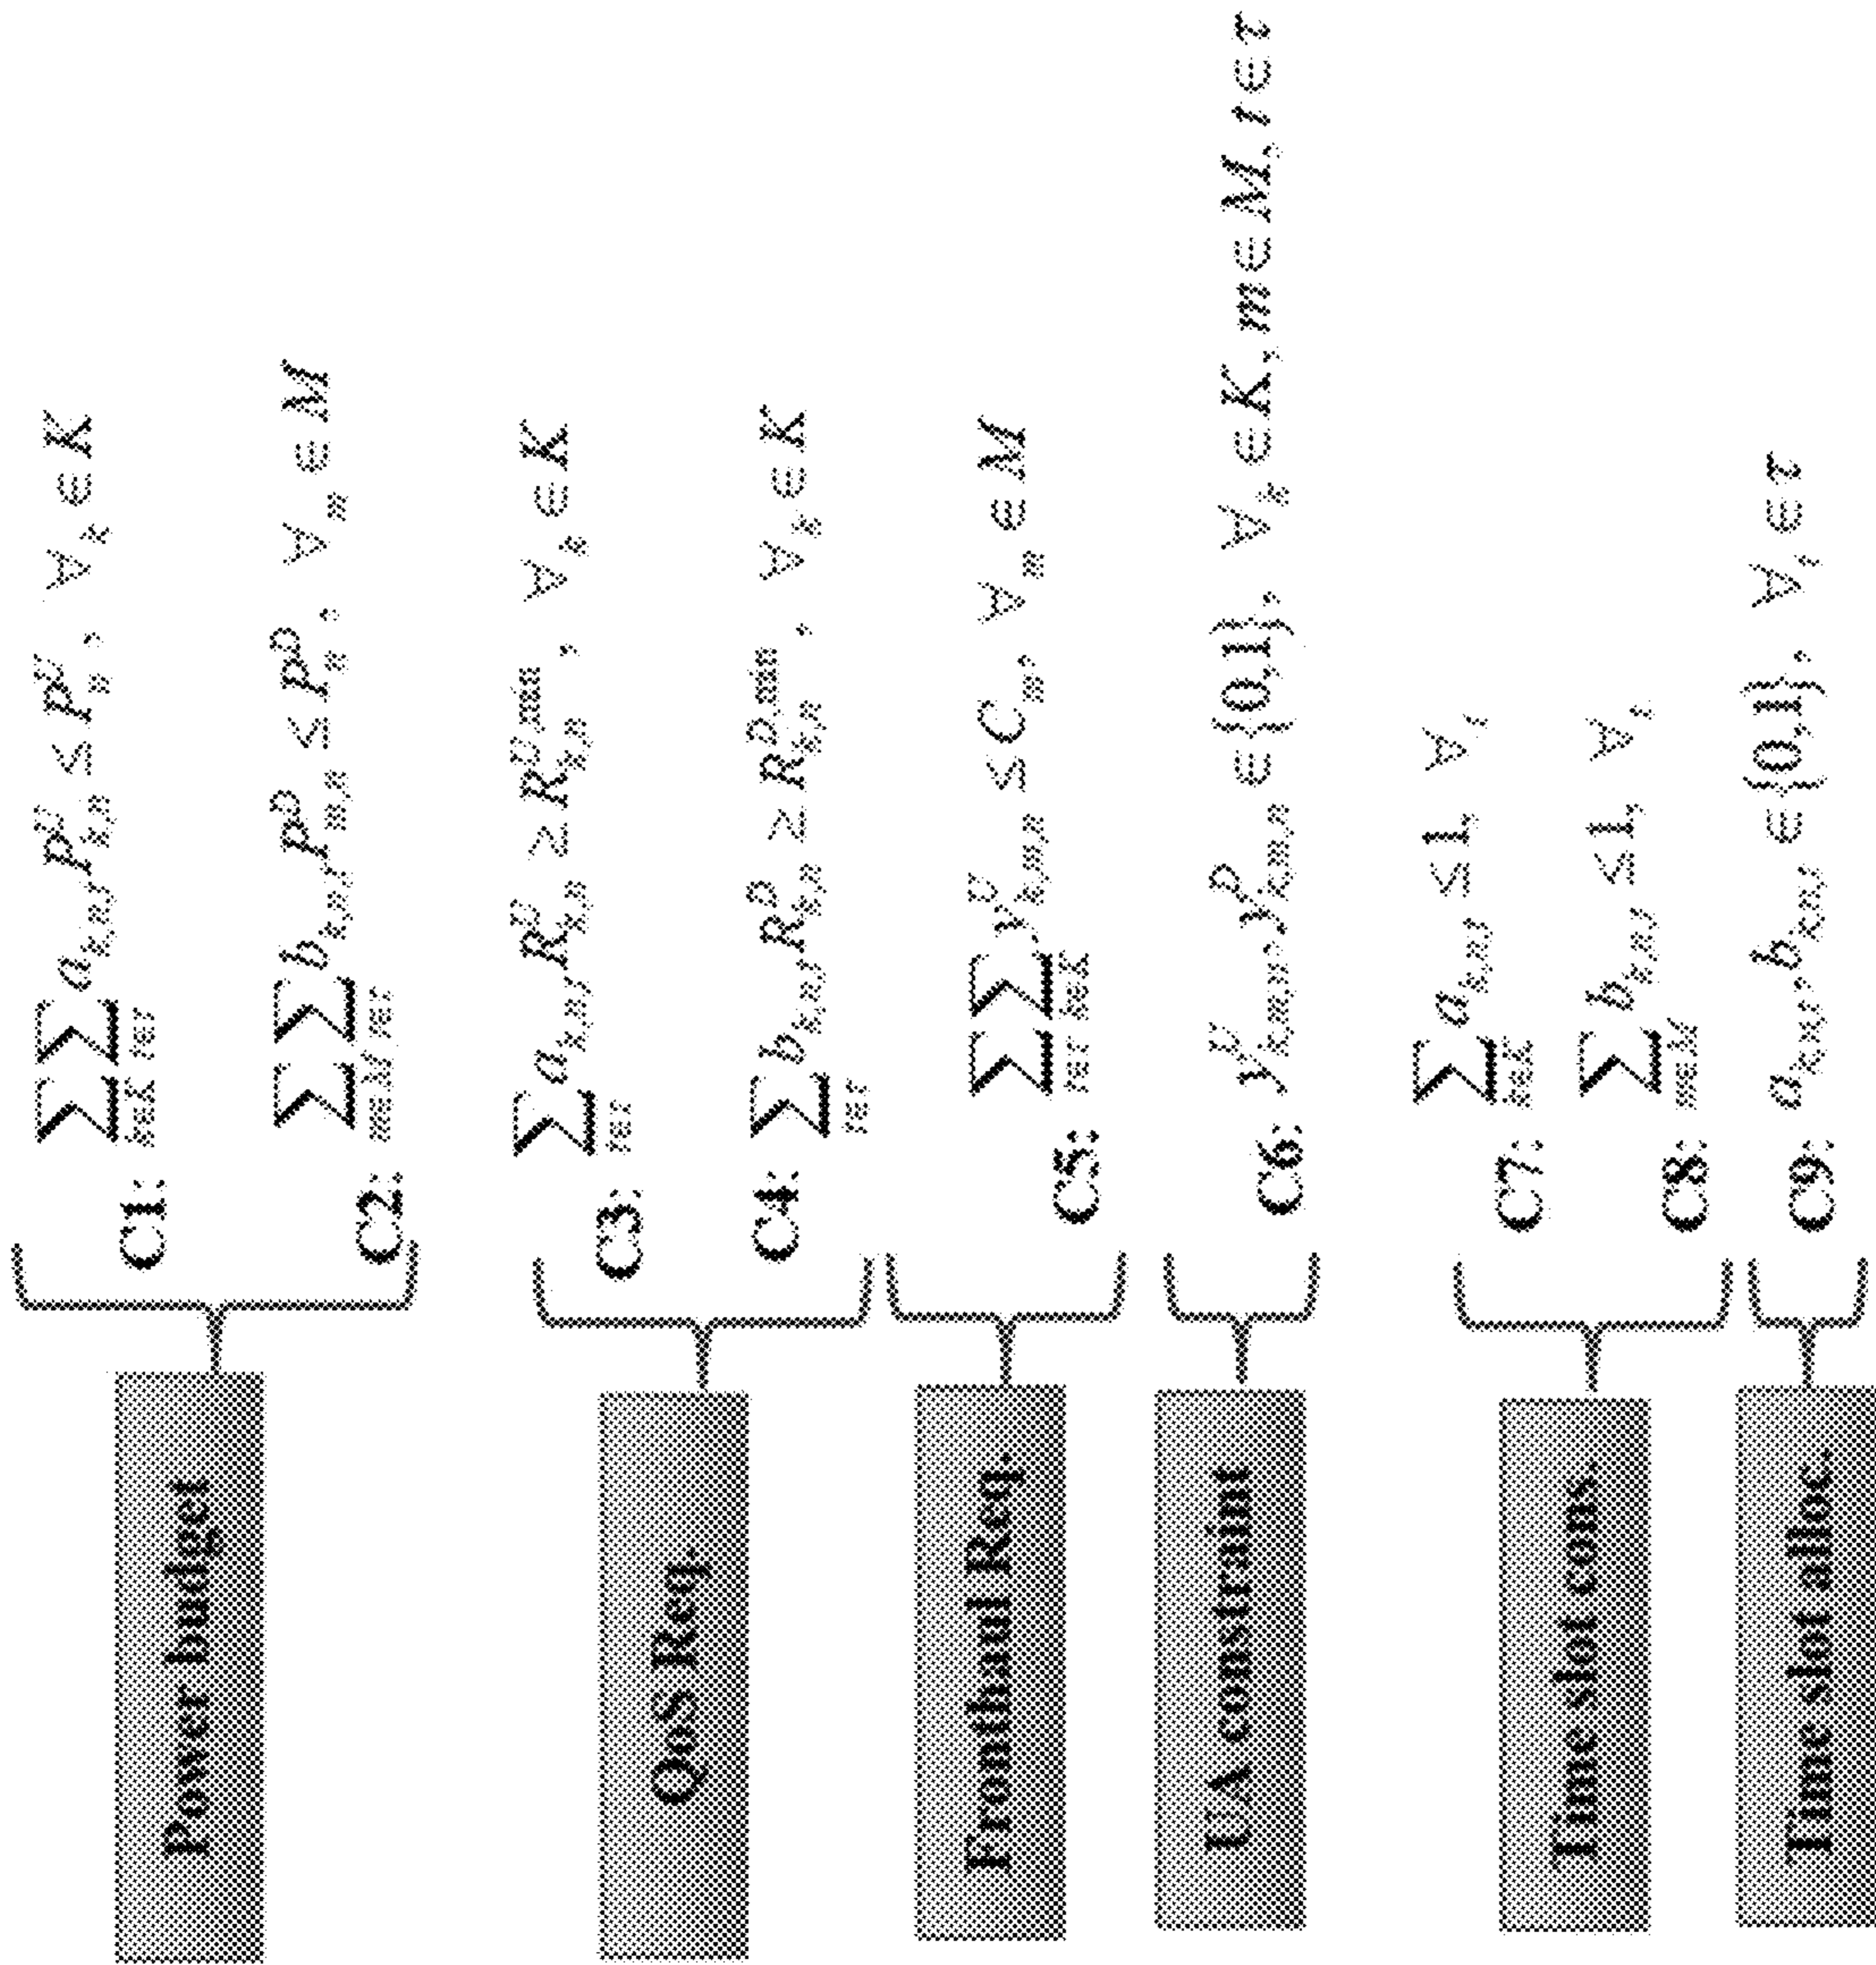 Power budget
C1: ∑_{k∈K} ∑_{t∈τ} a_{k,n,t} P^U_{k,n} ≤ P^U_n, ∀_k ∈ K
C2: ∑_{m∈M} ∑_{t∈τ} b_{k,n,t} P^D_{m,n} ≤ P^D_n, ∀_m ∈ M
QoS Req.
C3: ∑_{t∈τ} a_{k,n,t} R^U_{k,n} ≥ R^{U,min}_{k,n}, ∀_k ∈ K
C4: ∑_{t∈τ} b_{k,n,t} R^D_{k,n} ≥ R^{D,min}_{k,n}, ∀_k ∈ K
Fronthaul Req.
C5: ∑_{t∈τ} ∑_{k∈K} y^U_{k,m,n} ≤ C_m, ∀_m ∈ M
UA constraint
C6: y^U_{k,m,n}, y^D_{k,m,n} ∈ {0,1}, ∀_k ∈ K, m∈M, t∈τ
Time slot cons.
C7: ∑_{k∈K} a_{k,n,t} ≤ 1, ∀_t
C8: ∑_{m∈M} b_{k,n,t} ≤ 1, ∀_t
Time slot alloc.
C9: a_{k,n,t}, b_{k,n,t} ∈ {0,1}, ∀_t ∈ τ